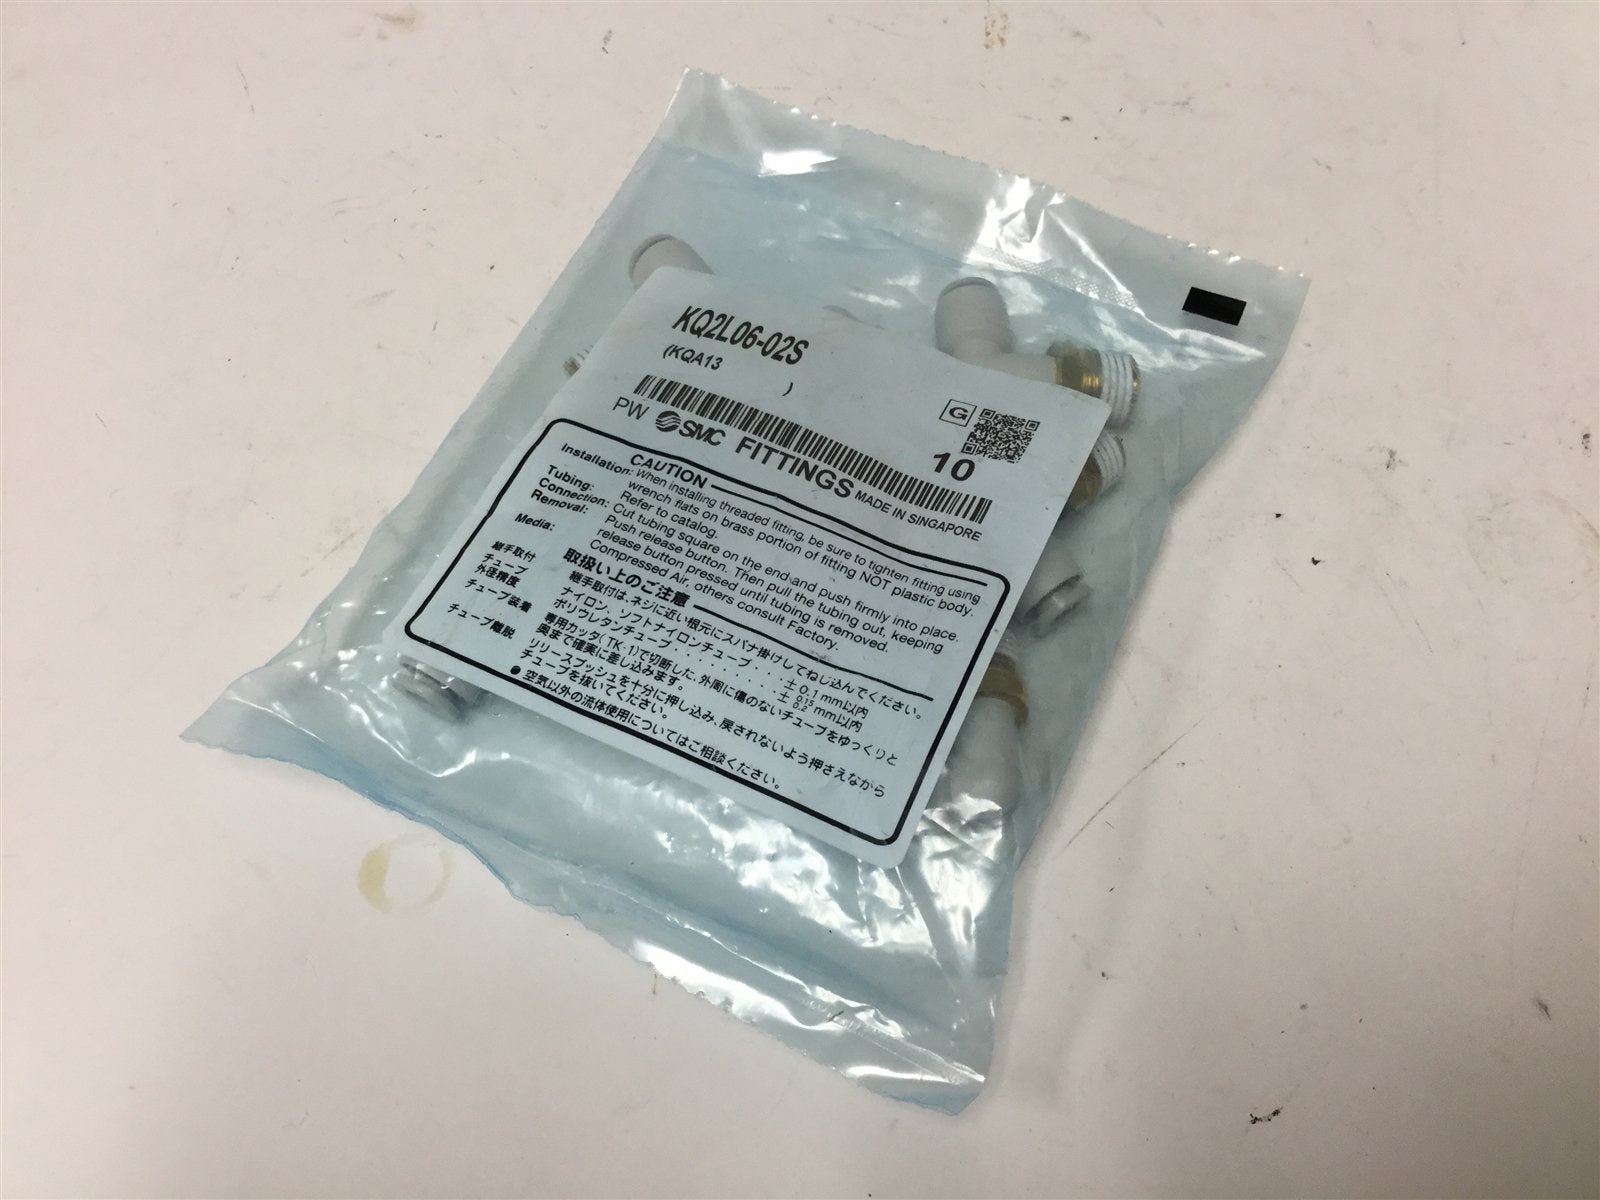 KQ2L06-02S
(KQA13 )
G
10
PW SMC FITTINGS MADE IN SINGAPORE
CAUTION
Installation: When installing threaded fitting, be sure to tighten fitting using
wrench flats on brass portion of fitting NOT plastic body.
Refer to catalog.
Tubing: Cut tubing square on the end and push firmly into place.
Connection: Push release button. Then pull the tubing out, keeping
Removal: release button pressed until tubing is removed.
Media: Compressed Air, others consult Factory.
取扱い上のご注意
継手取付 継手取付は、ネジに近い根元にスパナ掛けしてねじ込んでください。
チューブ ナイロン、ソフトナイロンチューブ・・・・・±0.1mm以内
外径精度 ポリウレタンチューブ・・・・・・・・・± 0.15 0.2 mm以内
チューブ装着 専用カッタ(TK-1)で切断した、外周に傷のないチューブをゆっくりと
奥まで確実に差し込みます。
チューブ離脱 リリースブッシュを十分に押し込み、戻されないよう押さえながら
チューブを抜いてください。
● 空気以外の流体使用についてはご相談ください。